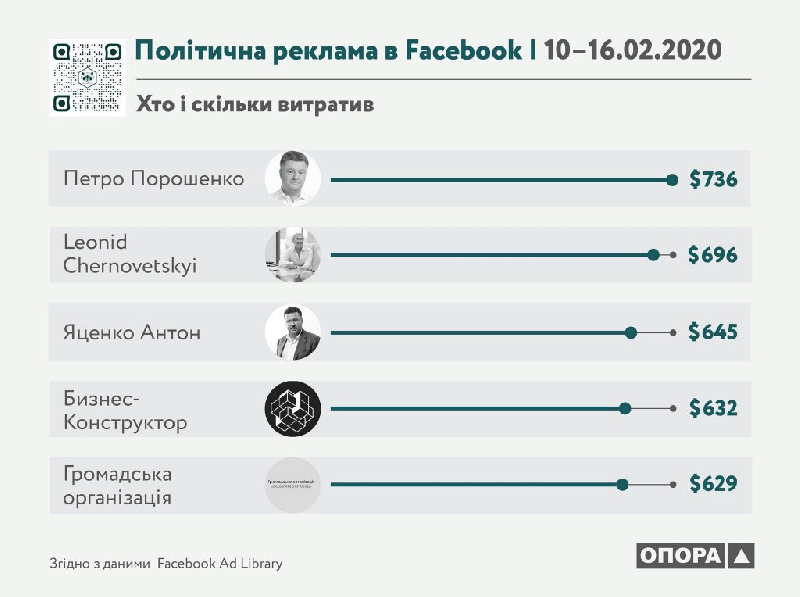 Політична реклама в Facebook | 10–16.02.2020
Хто і скільки витратив
Петро Порошенко
$736
Leonid
Chernovetskyi
$696
Яценко Антон
$645
Бизнес-
Конструктор
$632
Громадська
організація
$629
Згідно з даними Facebook Ad Library
ОПОРА